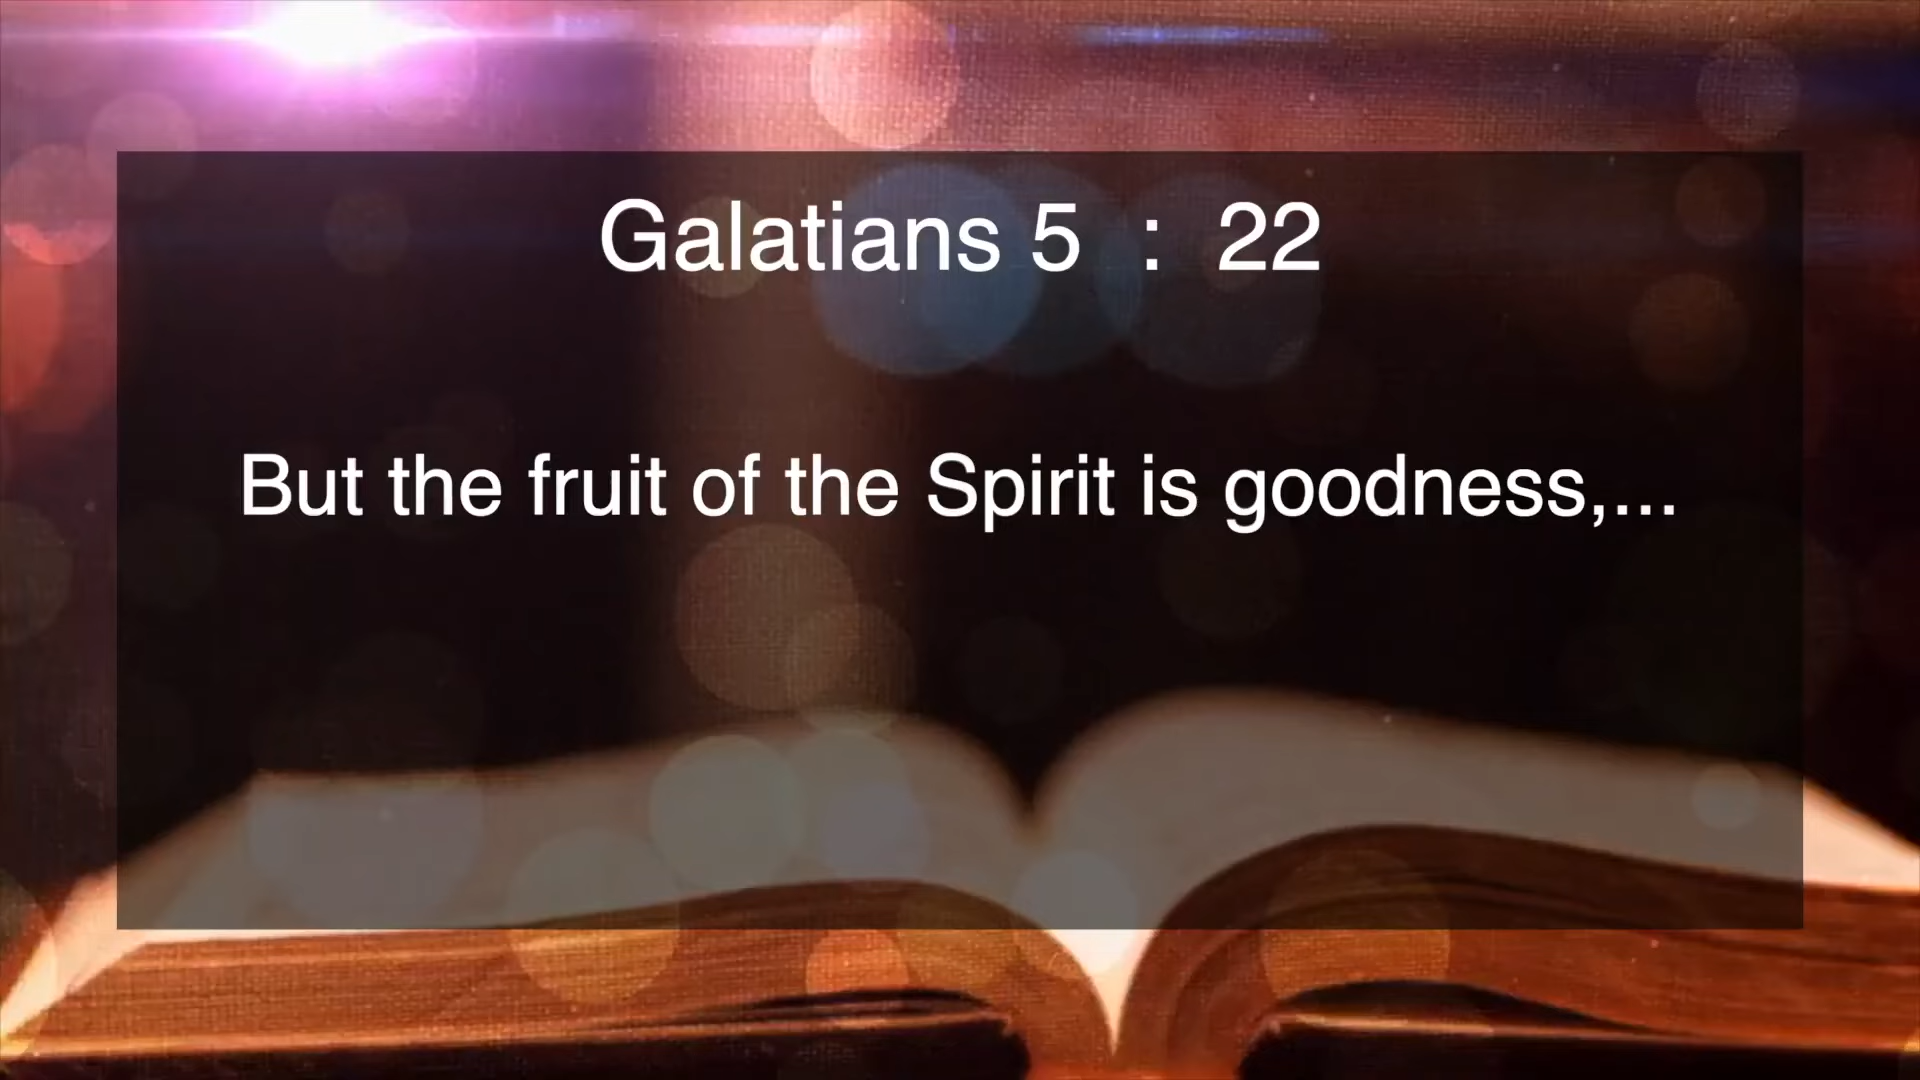 Galatians 5 : 22
But the fruit of the Spirit is goodness,...